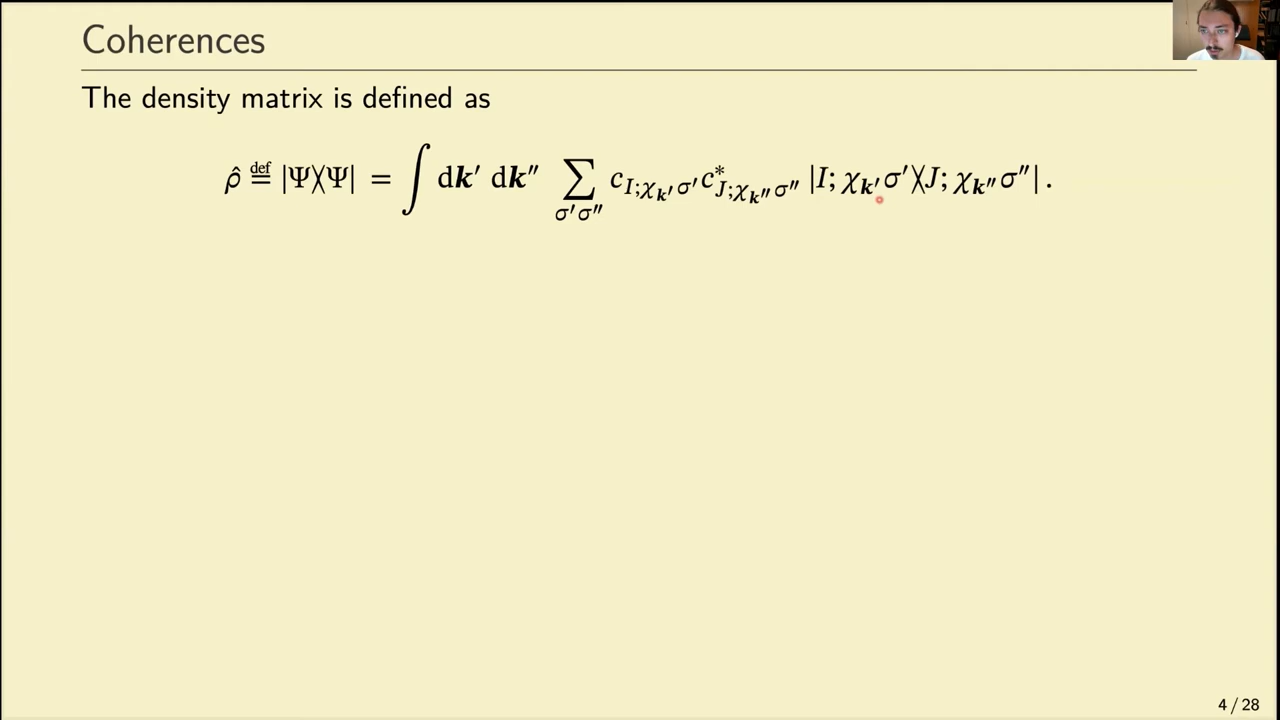 Coherences
The density matrix is defined as
ρ̂ ≝ |Ψ⟩⟨Ψ| = ∫ d𝒌′ d𝒌″ ∑_{σ′σ″} c_{I;χ_{𝒌′}σ′} c*_{J;χ_{𝒌″}σ″} |I; χ_{𝒌′}σ′⟩⟨J; χ_{𝒌″}σ″| .
4 / 28